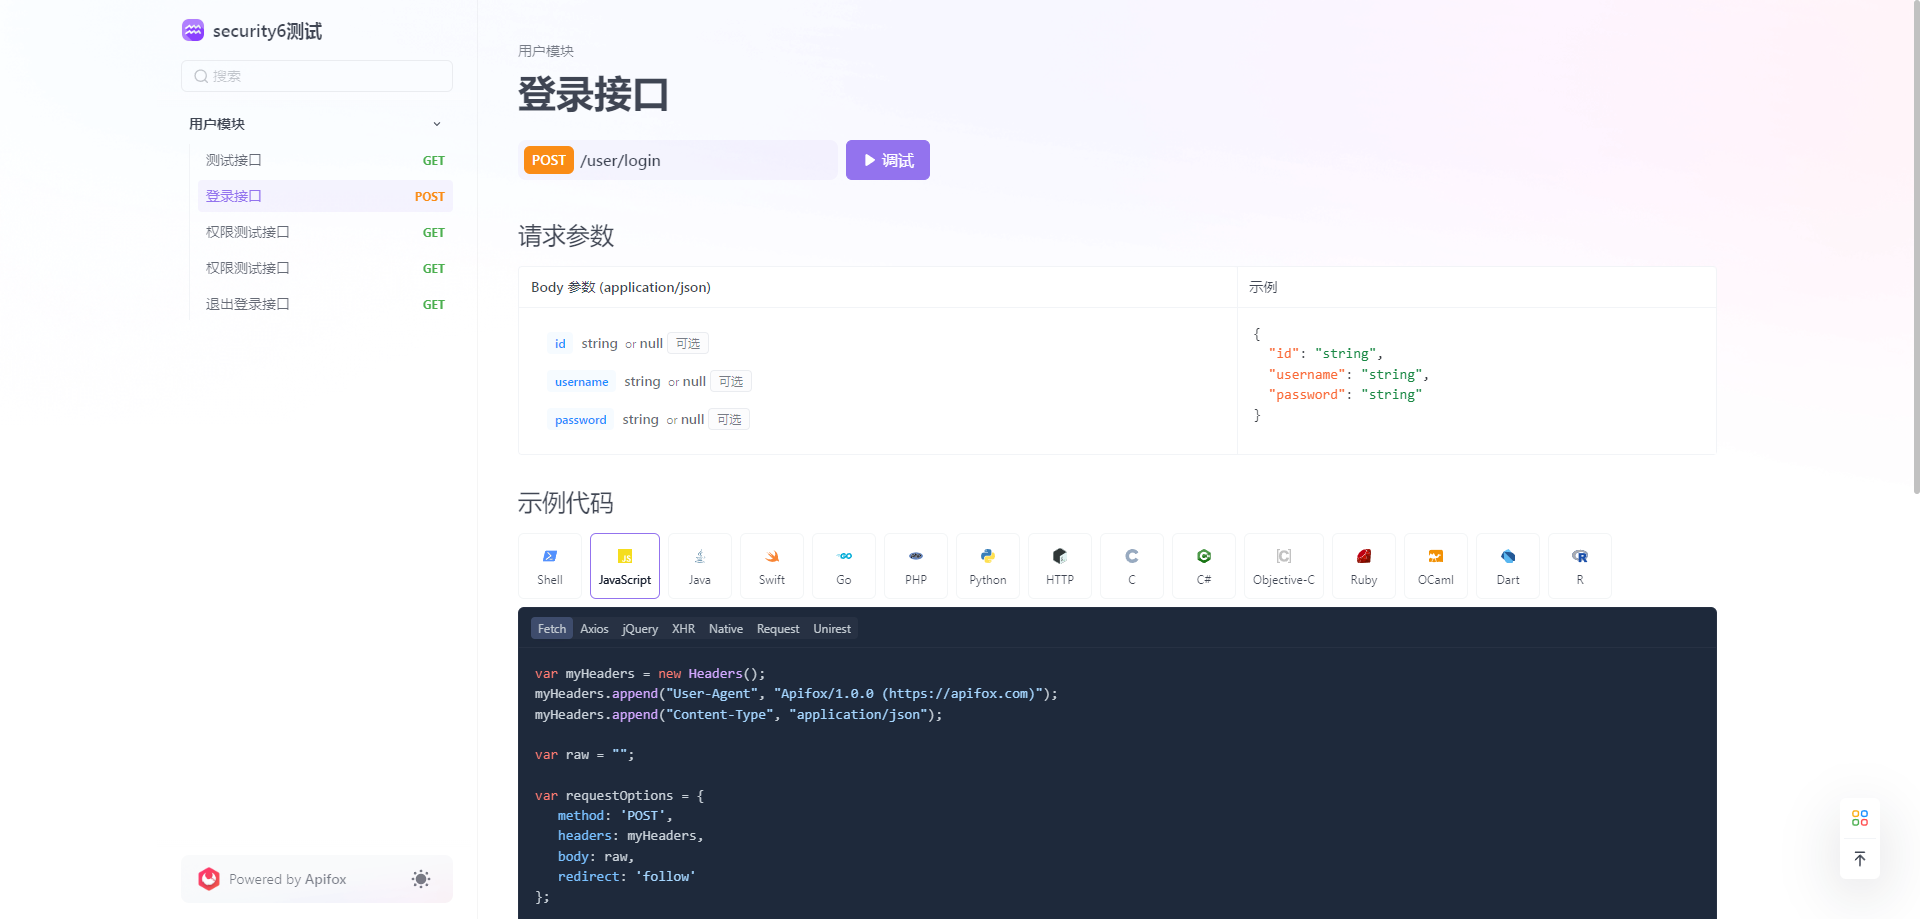 security6测试
搜索
用户模块
测试接口 GET
登录接口 POST
权限测试接口 GET
权限测试接口 GET
退出登录接口 GET
Powered by Apifox
用户模块
登录接口
POST /user/login 调试
请求参数
Body 参数 (application/json)
id string or null 可选
username string or null 可选
password string or null 可选
示例
{
"id": "string",
"username": "string",
"password": "string"
}
示例代码
Shell JavaScript Java Swift Go PHP Python HTTP C C# Objective-C Ruby OCaml Dart R
Fetch Axios jQuery XHR Native Request Unirest
var myHeaders = new Headers();
myHeaders.append("User-Agent", "Apifox/1.0.0 (https://apifox.com)");
myHeaders.append("Content-Type", "application/json");
var raw = "";
var requestOptions = {
method: 'POST',
headers: myHeaders,
body: raw,
redirect: 'follow'
};